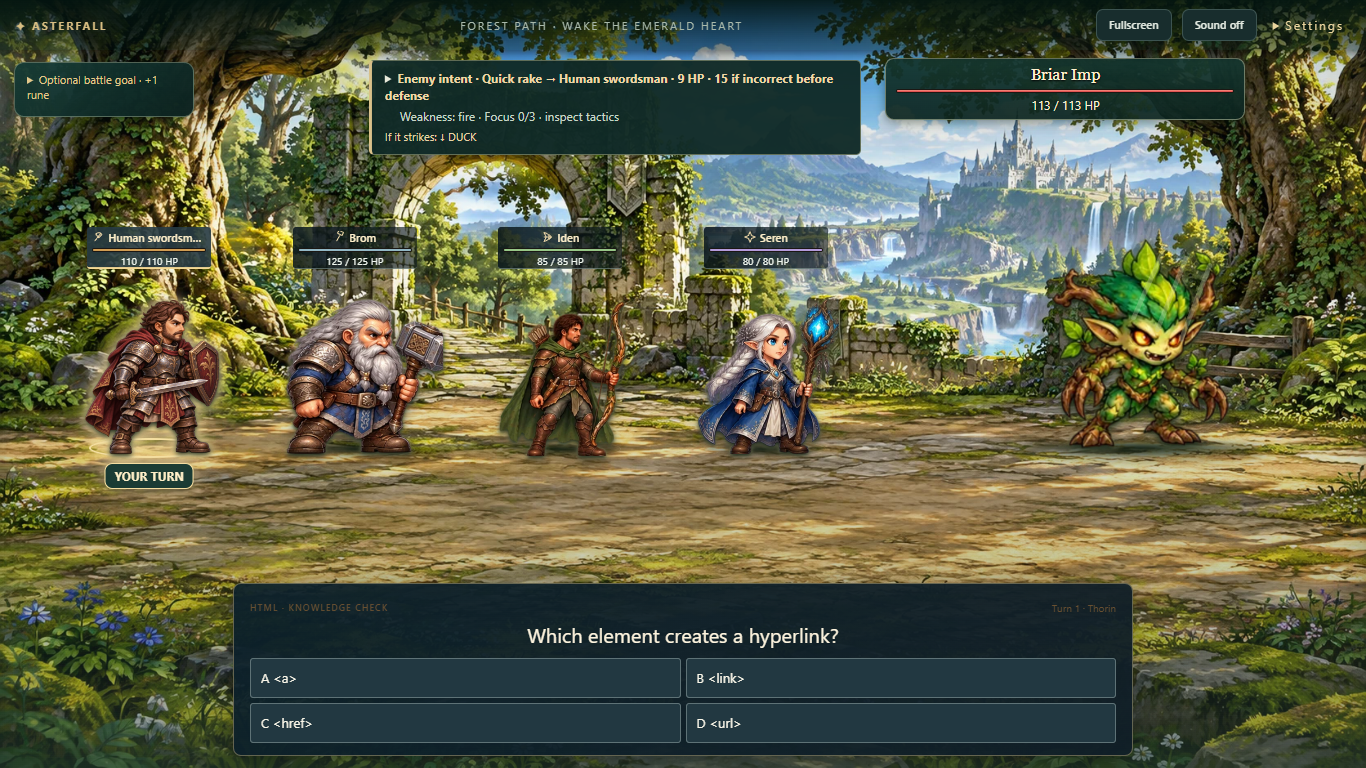 ✦ ASTERFALL
FOREST PATH · WAKE THE EMERALD HEART
Fullscreen
Sound off
▶ Settings
▶ Optional battle goal · +1
rune
▶ Enemy intent · Quick rake → Human swordsman · 9 HP · 15 if incorrect before
defense
Weakness: fire · Focus 0/3 · inspect tactics
If it strikes: ↓ DUCK
Briar Imp
113 / 113 HP
Human swordsm...
110 / 110 HP
Brom
125 / 125 HP
Iden
85 / 85 HP
Seren
80 / 80 HP
YOUR TURN
HTML · KNOWLEDGE CHECK
Turn 1 · Thorin
Which element creates a hyperlink?
A <a>
B <link>
C <href>
D <url>